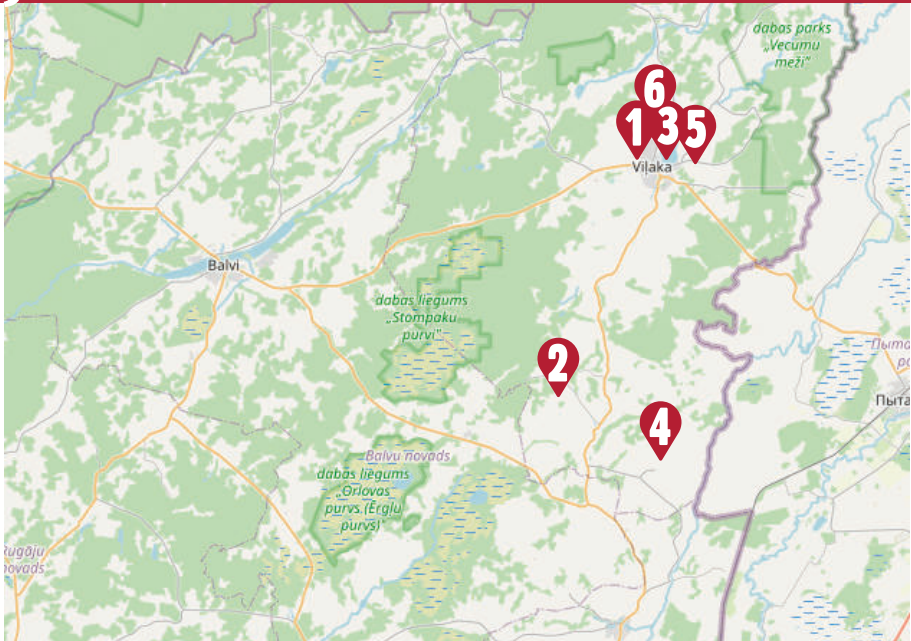 dabas parks
„Vecumu
meži"
6
1
3
5
Viļaka
Balvi
dabas liegums
„Stompaku
purvi"
2
4
Пыта
Balvu novads
dabas liegums
„Orlovas
purvs (Ērgļu
purvs)"
Rugāju
novads